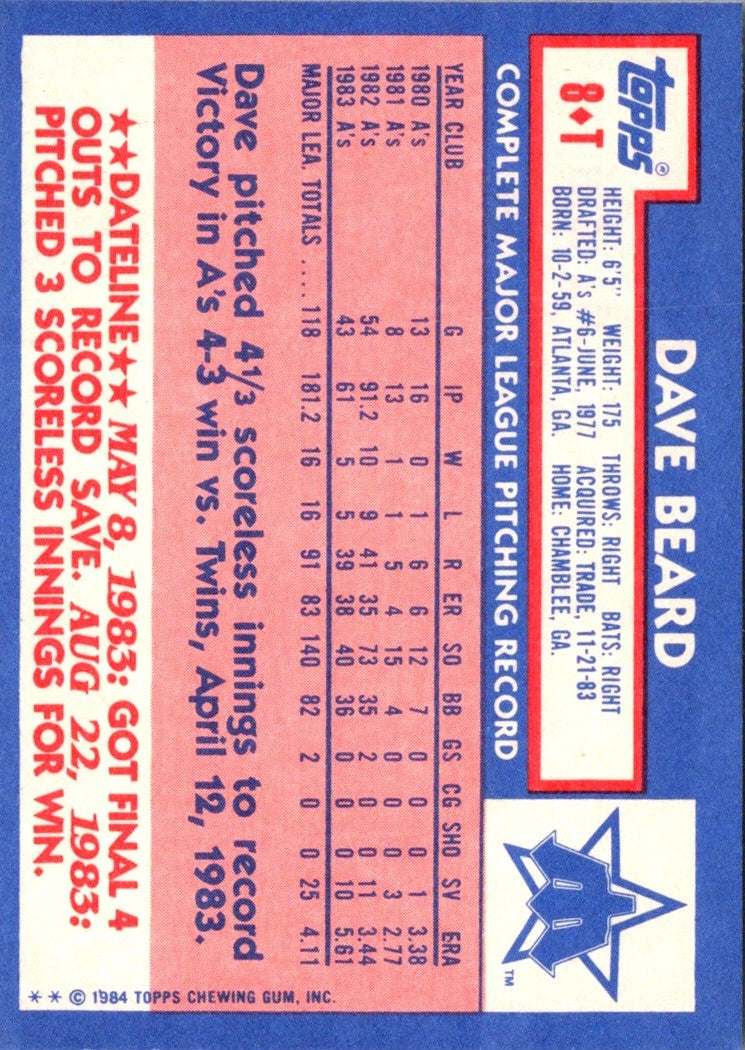 topps®
8♦T
DAVE BEARD
HEIGHT: 6'5" WEIGHT: 175 THROWS: RIGHT BATS: RIGHT
DRAFTED: A's #6-JUNE, 1977 ACQUIRED: TRADE, 11-21-83
BORN: 10-2-59, ATLANTA, GA. HOME: CHAMBLEE, GA.
COMPLETE MAJOR LEAGUE PITCHING RECORD
YEAR CLUB G IP W L R ER SO BB GS CG SHO SV ERA
1980 A's 13 16 0 1 6 6 12 7 0 0 0 1 3.38
1981 A's 8 13 1 1 5 4 15 4 0 0 0 3 2.77
1982 A's 54 91.2 10 9 41 35 73 35 2 0 0 11 3.44
1983 A's 43 61 5 5 39 38 40 36 0 0 0 10 5.61
MAJOR LEA. TOTALS .... 118 181.2 16 16 91 83 140 82 2 0 0 25 4.11
Dave pitched 4⅓ scoreless innings to record
Victory in A's 4-3 win vs. Twins, April 12, 1983.
★★DATELINE★★ MAY 8, 1983: GOT FINAL 4
OUTS TO RECORD SAVE. AUG 22, 1983:
PITCHED 3 SCORELESS INNINGS FOR WIN.
TM
** © 1984 TOPPS CHEWING GUM, INC.